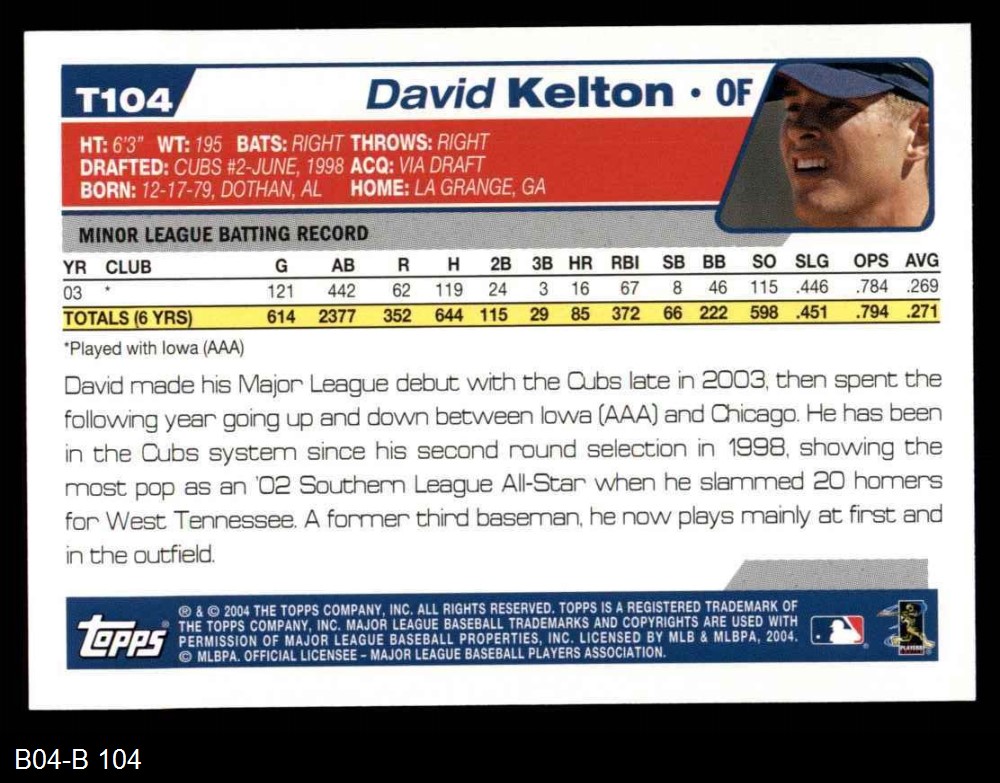 T104 David Kelton • OF
HT: 6'3" WT: 195 BATS: RIGHT THROWS: RIGHT
DRAFTED: CUBS #2-JUNE, 1998 ACQ: VIA DRAFT
BORN: 12-17-79, DOTHAN, AL HOME: LA GRANGE, GA
MINOR LEAGUE BATTING RECORD
YR CLUB G AB R H 2B 3B HR RBI SB BB SO SLG OPS AVG
03 * 121 442 62 119 24 3 16 67 8 46 115 .446 .784 .269
TOTALS (6 YRS) 614 2377 352 644 115 29 85 372 66 222 598 .451 .794 .271
*Played with Iowa (AAA)
David made his Major League debut with the Cubs late in 2003, then spent the
following year going up and down between Iowa (AAA) and Chicago. He has been
in the Cubs system since his second round selection in 1998, showing the
most pop as an '02 Southern League All-Star when he slammed 20 homers
for West Tennessee. A former third baseman, he now plays mainly at first and
in the outfield.
Topps
® & © 2004 THE TOPPS COMPANY, INC. ALL RIGHTS RESERVED. TOPPS IS A REGISTERED TRADEMARK OF
THE TOPPS COMPANY, INC. MAJOR LEAGUE BASEBALL TRADEMARKS AND COPYRIGHTS ARE USED WITH
PERMISSION OF MAJOR LEAGUE BASEBALL PROPERTIES, INC. LICENSED BY MLB & MLBPA, 2004.
© MLBPA. OFFICIAL LICENSEE – MAJOR LEAGUE BASEBALL PLAYERS ASSOCIATION.
PLAYERS
B04-B 104